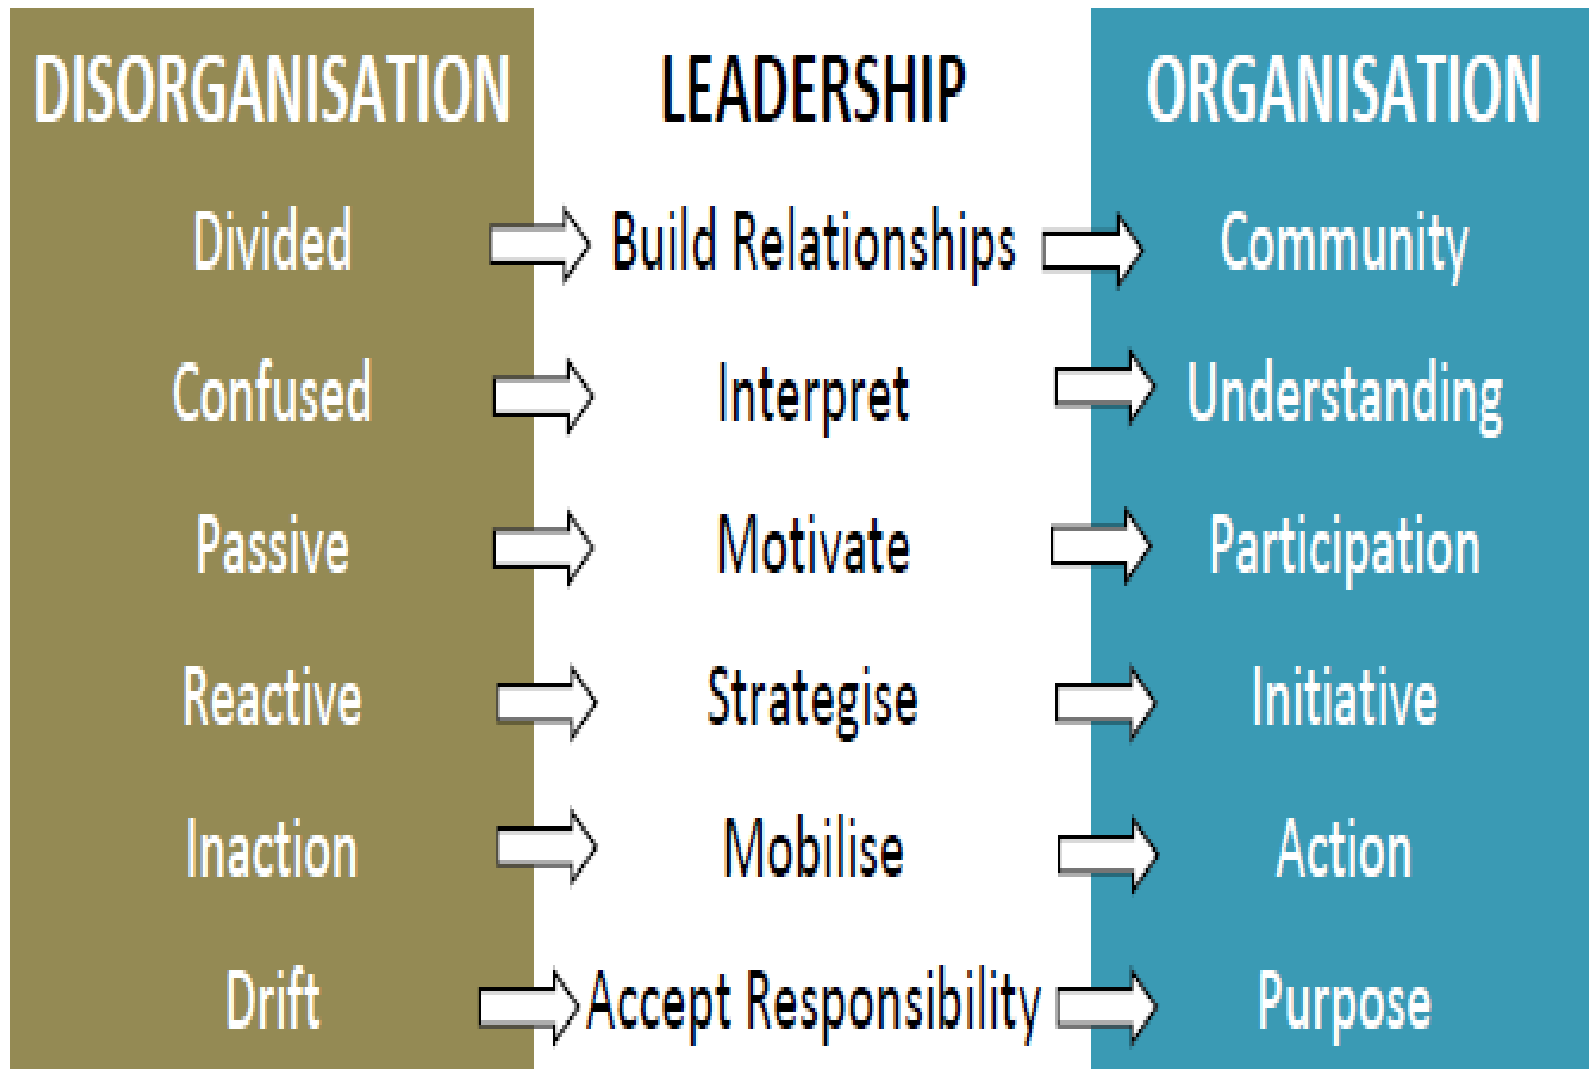 DISORGANISATION LEADERSHIP ORGANISATION
Divided Build Relationships Community
Confused Interpret Understanding
Passive Motivate Participation
Reactive Strategise Initiative
Inaction Mobilise Action
Drift Accept Responsibility Purpose